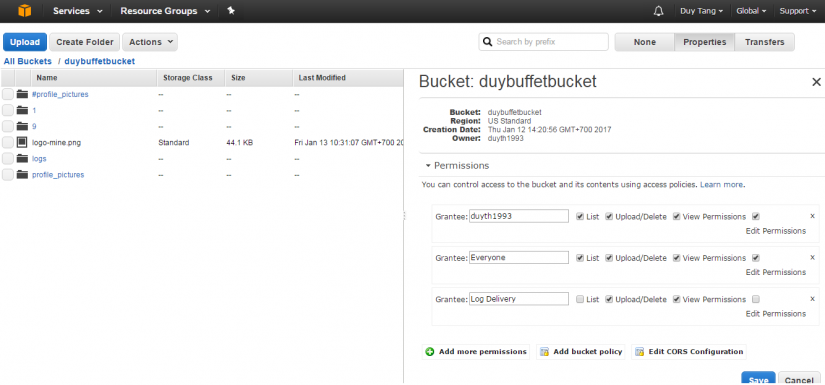 Services Resource Groups Duy Tang Global Support
Upload Create Folder Actions Search by prefix None Properties Transfers
All Buckets / duybuffetbucket
Name Storage Class Size Last Modified
#profile_pictures -- -- --
1 -- -- --
9 -- -- --
logo-mine.png Standard 44.1 KB Fri Jan 13 10:31:07 GMT+700 20
logs -- -- --
profile_pictures -- -- --
Bucket: duybuffetbucket x
Bucket: duybuffetbucket
Region: US Standard
Creation Date: Thu Jan 12 14:20:56 GMT+700 2017
Owner: duyth1993
Permissions
You can control access to the bucket and its contents using access policies. Learn more.
Grantee: duyth1993 List Upload/Delete View Permissions x
Edit Permissions
Grantee: Everyone List Upload/Delete View Permissions x
Edit Permissions
Grantee: Log Delivery List Upload/Delete View Permissions x
Edit Permissions
Add more permissions Add bucket policy Edit CORS Configuration
Save Cancel